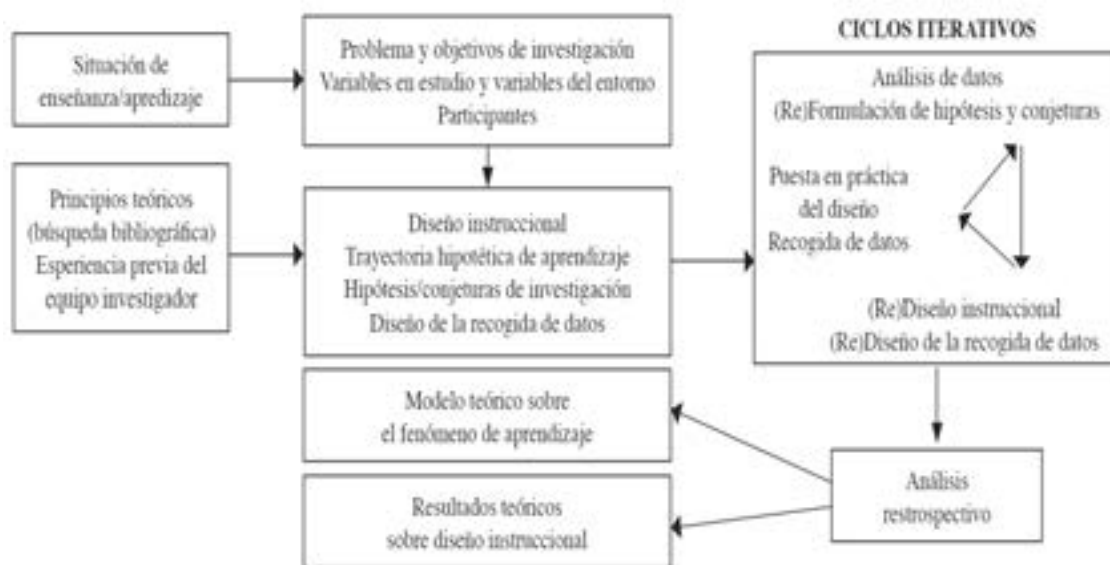 Situación de
enseñanza/apredizaje
Problema y objetivos de investigación
Variables en estudio y variables del entorno
Participantes
Principios teóricos
(búsqueda bibliográfica)
Esperiencia previa del
equipo investigador
Diseño instruccional
Trayectoria hipotética de aprendizaje
Hipótesis/conjeturas de investigación
Diseño de la recogida de datos
CICLOS ITERATIVOS
Análisis de datos
(Re)Formulación de hipótesis y conjeturas
Puesta en práctica
del diseño
Recogida de datos
(Re)Diseño instruccional
(Re)Diseño de la recogida de datos
Modelo teórico sobre
el fenómeno de aprendizaje
Resultados teóricos
sobre diseño instruccional
Análisis
restrospectivo